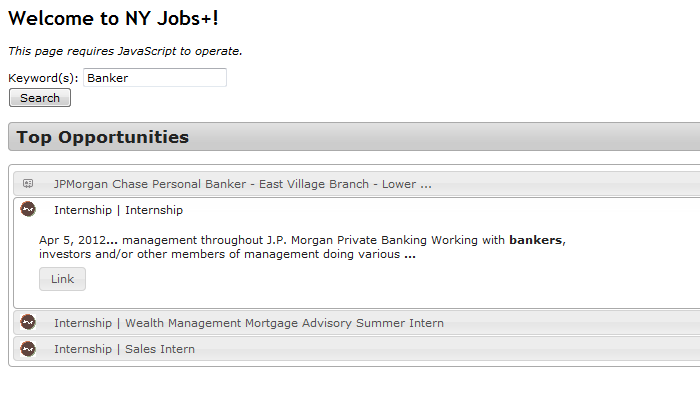 Welcome to NY Jobs+!
This page requires JavaScript to operate.
Keyword(s): Banker
Search
Top Opportunities
JPMorgan Chase Personal Banker - East Village Branch - Lower ...
Internship | Internship
Apr 5, 2012... management throughout J.P. Morgan Private Banking Working with bankers,
investors and/or other members of management doing various ...
Link
Internship | Wealth Management Mortgage Advisory Summer Intern
Internship | Sales Intern